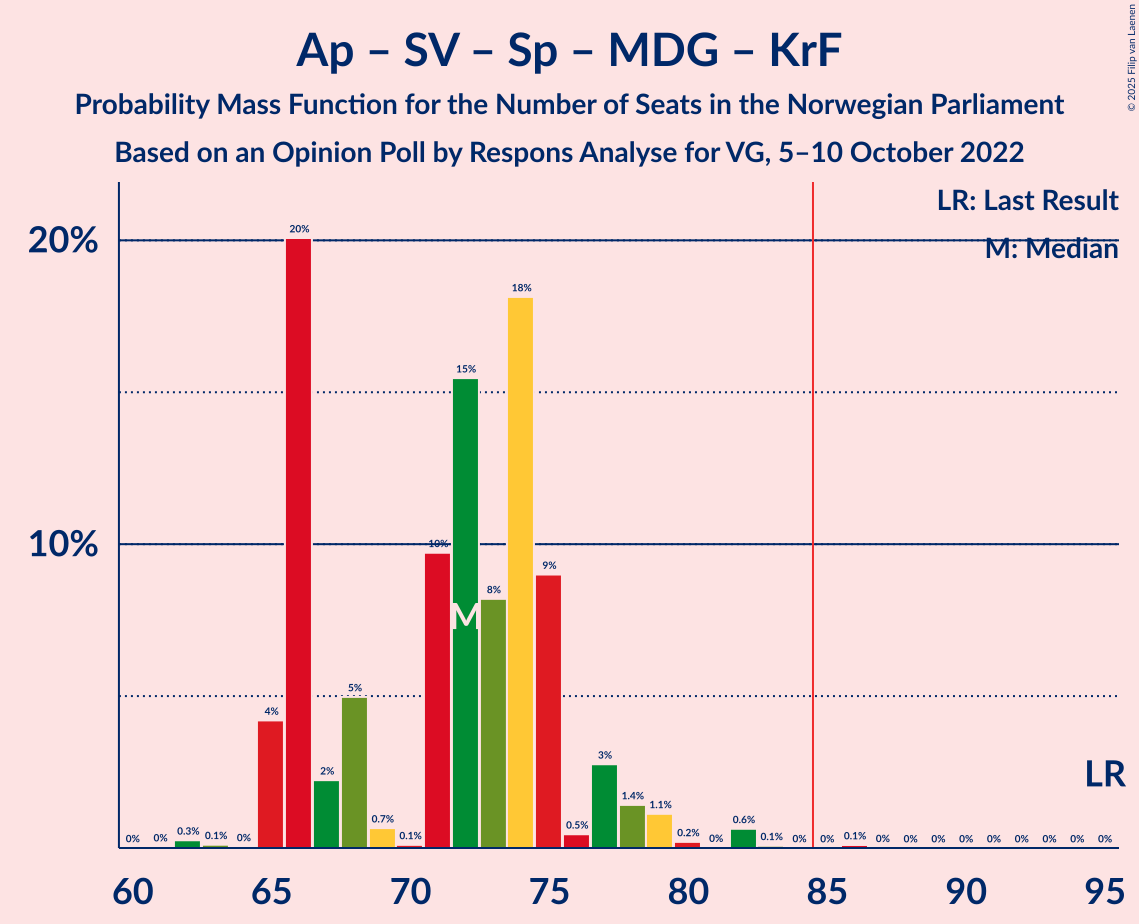 Ap – SV – Sp – MDG – KrF
Probability Mass Function for the Number of Seats in the Norwegian Parliament
Based on an Opinion Poll by Respons Analyse for VG, 5–10 October 2022
© 2025 Filip van Laenen
LR: Last Result
M: Median
20%
10%
0% 0% 0.3% 0.1% 0% 4% 20% 2% 5% 0.7% 0.1% 10% 15% 8% 18% 9% 0.5% 3% 1.4% 1.1% 0.2% 0% 0.6% 0.1% 0% 0% 0.1% 0% 0% 0% 0% 0% 0% 0% 0% 0%
M
LR
60 65 70 75 80 85 90 95